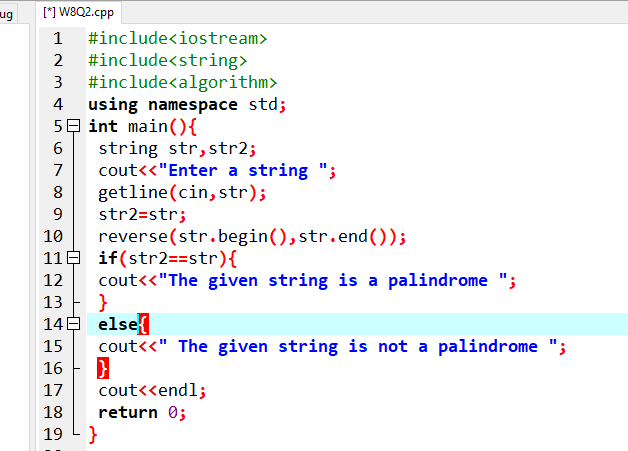 ug
[*] W8Q2.cpp
1 #include<iostream>
2 #include<string>
3 #include<algorithm>
4 using namespace std;
5 int main(){
6 string str,str2;
7 cout<<"Enter a string ";
8 getline(cin,str);
9 str2=str;
10 reverse(str.begin(),str.end());
11 if(str2==str){
12 cout<<"The given string is a palindrome ";
13 }
14 else{
15 cout<<" The given string is not a palindrome ";
16 }
17 cout<<endl;
18 return 0;
19 }